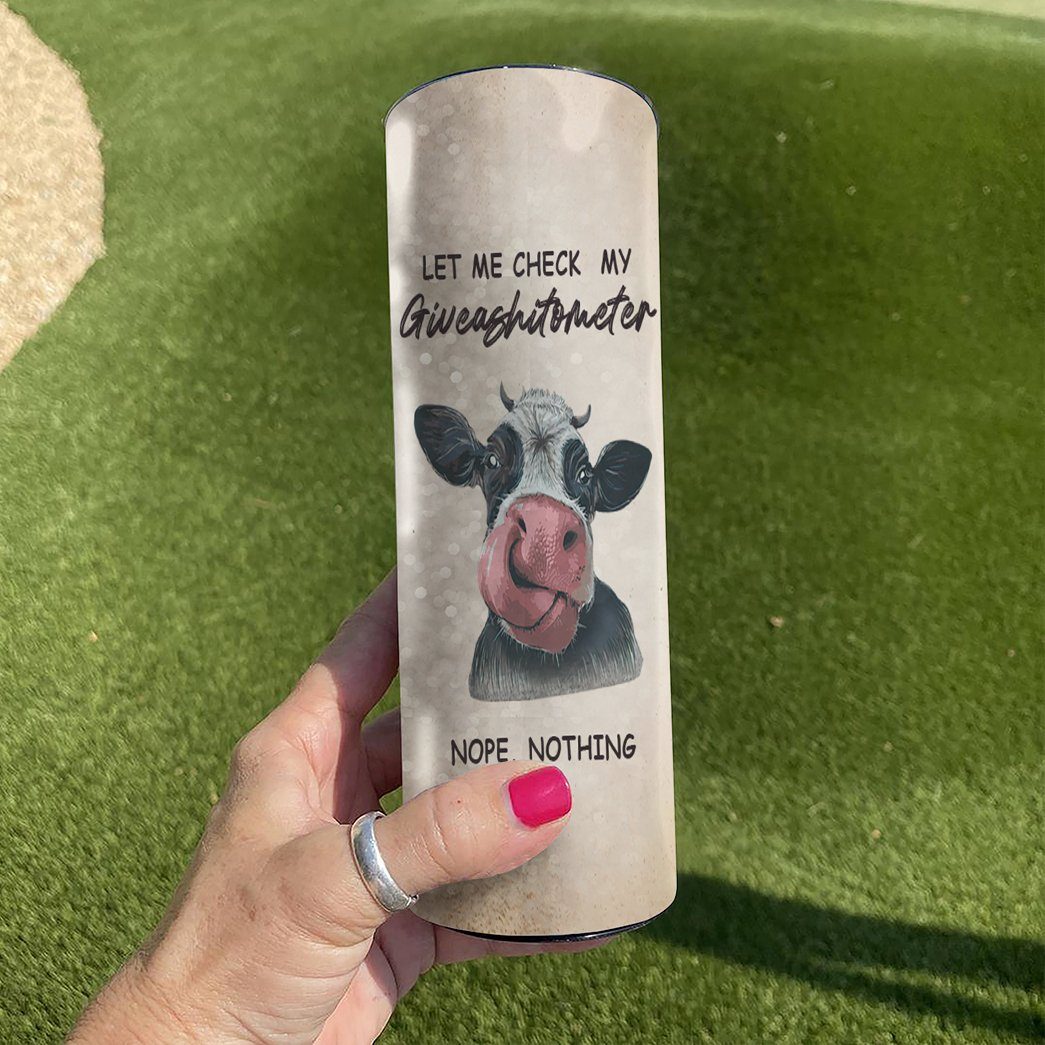 LET ME CHECK MY
Giveashitometer
NOPE, NOTHING